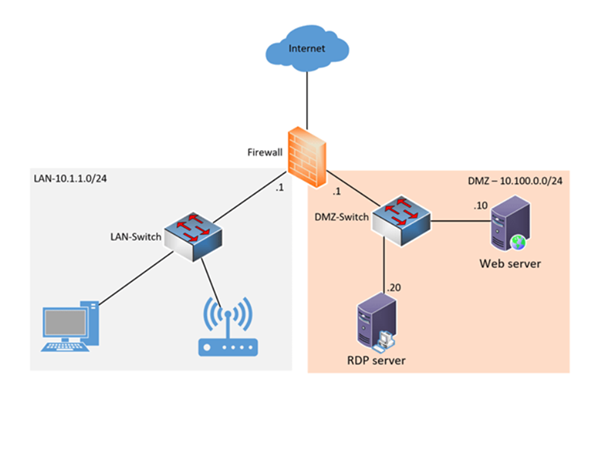 Internet
Firewall
LAN-10.1.1.0/24
DMZ – 10.100.0.0/24
.1
.1
.10
LAN-Switch
DMZ-Switch
Web server
.20
RDP server